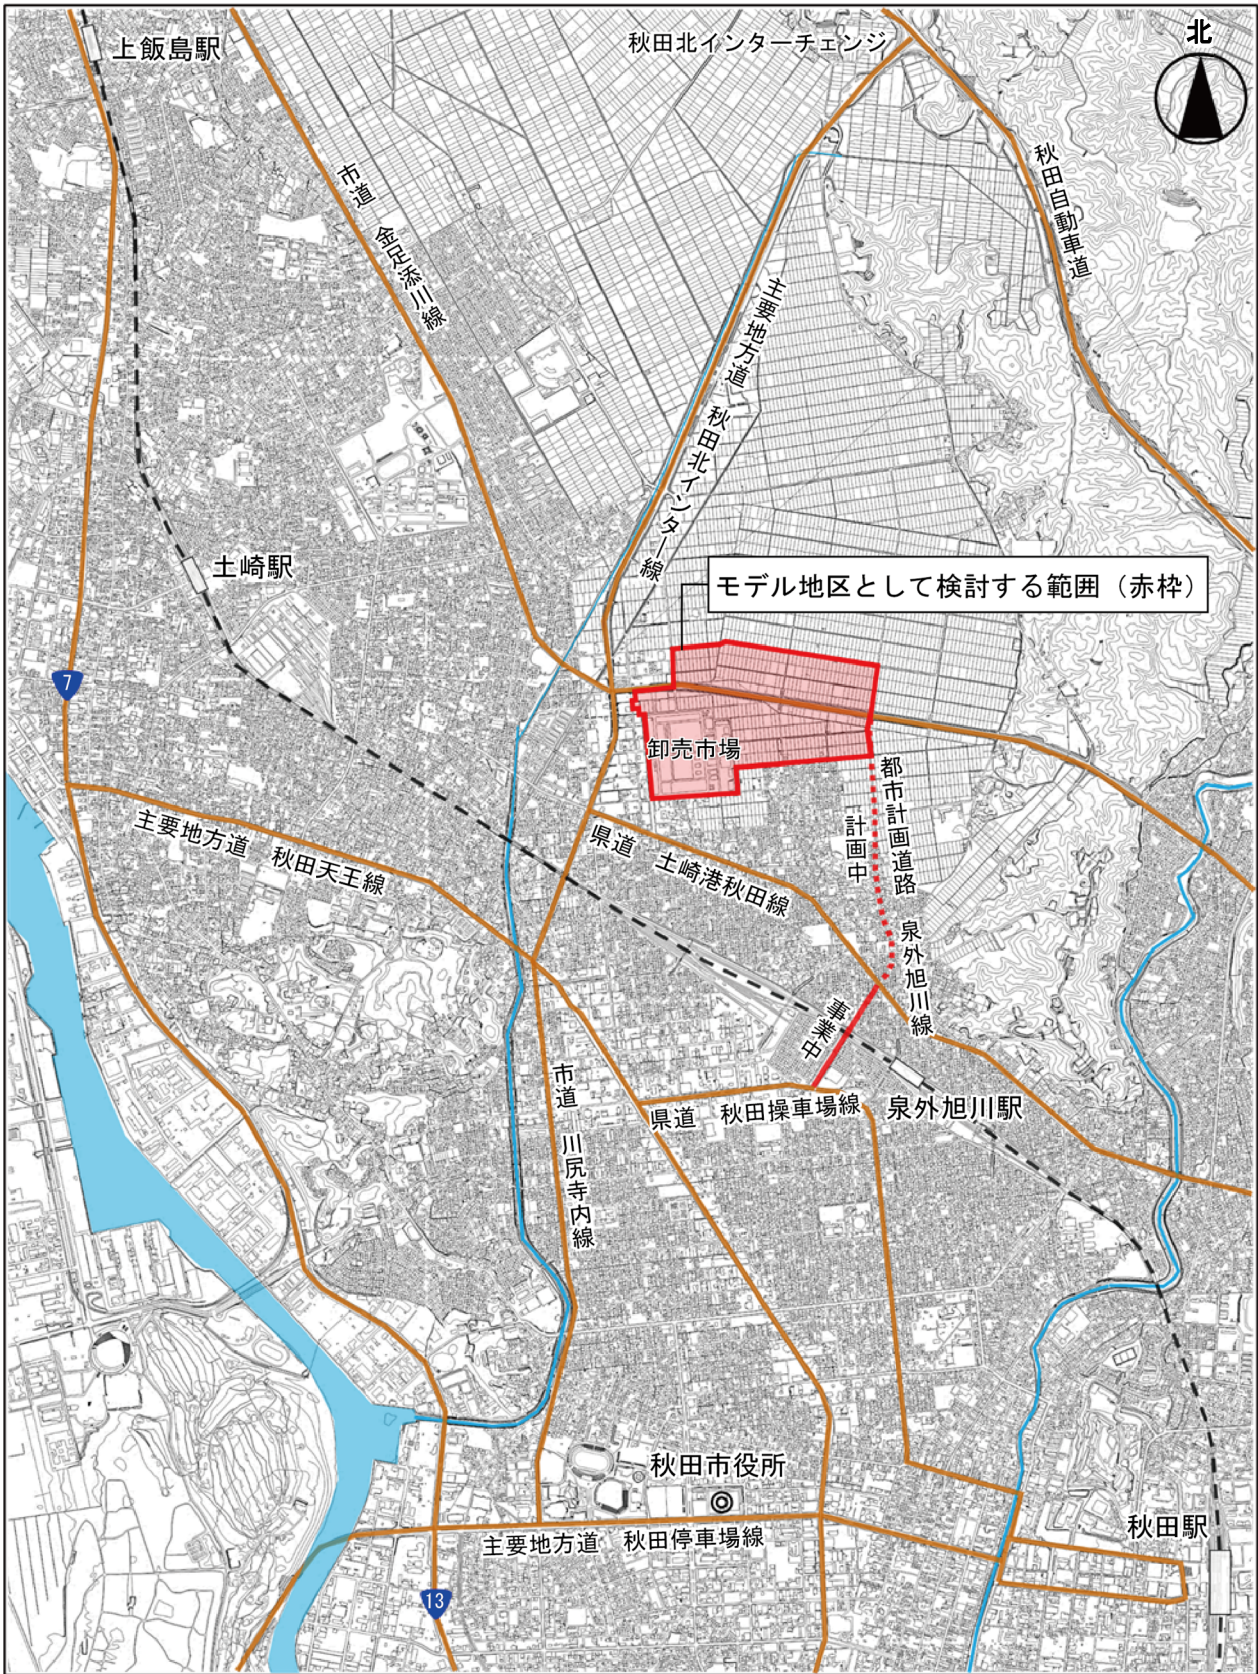 上飯島駅
秋田北インターチェンジ
北
秋田自動車道
市道 金足添川線
主要地方道 秋田北インター線
土崎駅
モデル地区として検討する範囲（赤枠）
7
卸売市場
都市計画道路 泉外旭川線
計画中
主要地方道 秋田天王線
県道 土崎港秋田線
事業中
市道 川尻寺内線
県道 秋田操車場線
泉外旭川駅
秋田市役所
主要地方道 秋田停車場線
秋田駅
13